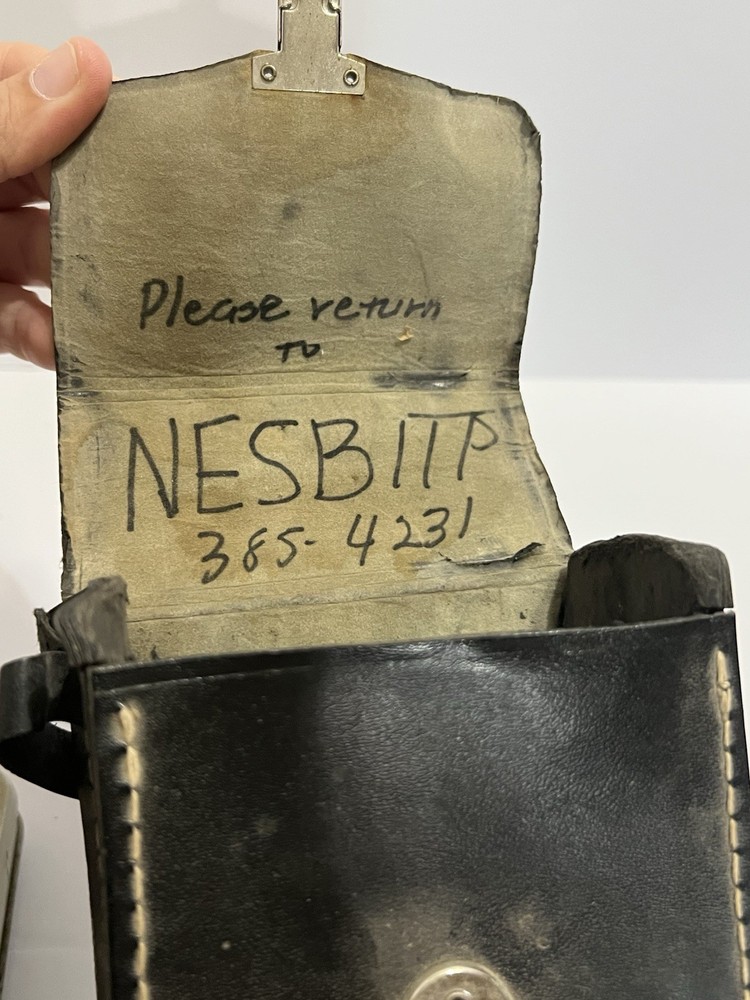 Please return
to
NESBITT
385-4231